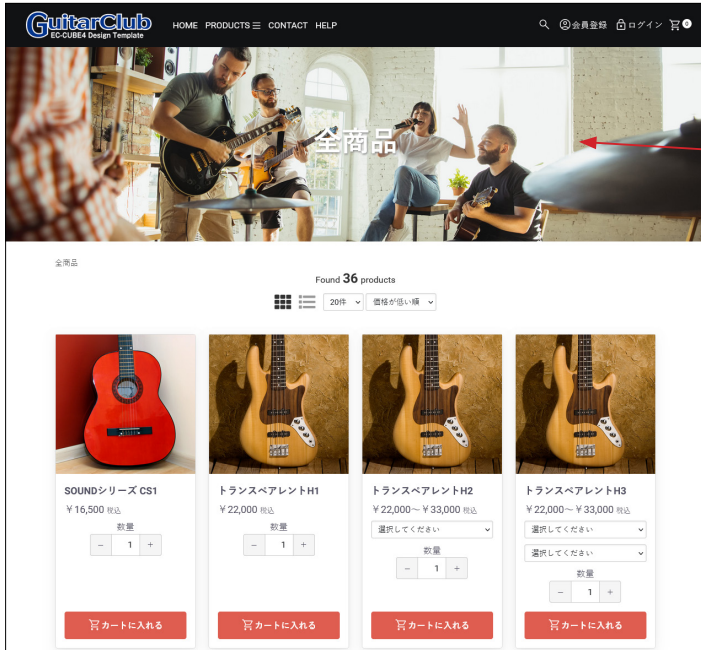 GuitarClub
EC-CUBE4 Design Template
HOME PRODUCTS CONTACT HELP
会員登録 ログイン 0
全商品
全商品
Found 36 products
20件 価格が低い順
SOUNDシリーズ CS1
￥16,500 税込
数量
− 1 +
カートに入れる
トランスペアレントH1
￥22,000 税込
数量
− 1 +
カートに入れる
トランスペアレントH2
￥22,000～￥33,000 税込
選択してください
数量
− 1 +
カートに入れる
トランスペアレントH3
￥22,000～￥33,000 税込
選択してください
選択してください
数量
− 1 +
カートに入れる